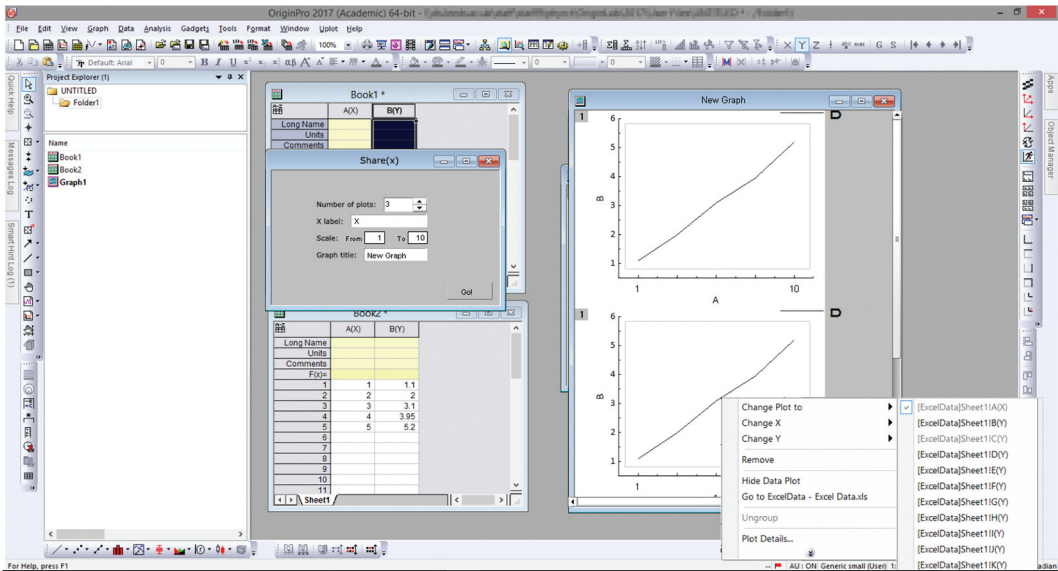 OriginPro 2017 (Academic) 64-bit -
File Edit View Graph Data Analysis Gadgets Tools Format Window Uplot Help
100%
X Y Z
G S
Default: Arial 0 B I U
αβ
0
0
Quick Help
Messages Log
Smart Hint Log (1)
Project Explorer (1)
UNTITLED
Folder1
Name
Book1
Book2
Graph1
Book1 *
A(X) B(Y)
Long Name
Units
Comments
Share(x)
Number of plots: 3
X label: X
Scale: From 1 To 10
Graph title: New Graph
Go!
Book2 *
A(X) B(Y)
Long Name
Units
Comments
F(x)=
1 1 1.1
2 2 2
3 3 3.1
4 4 3.95
5 5 5.2
6
7
8
9
10
11
Sheet1
New Graph
1
D
6
5
4
3
2
1
B
1 10
A
1
D
6
5
4
3
2
1
B
1
Change Plot to
Change X
Change Y
Remove
Hide Data Plot
Go to ExcelData - Excel Data.xls
Ungroup
Plot Details...
[ExcelData]Sheet1!A(X)
[ExcelData]Sheet1!B(Y)
[ExcelData]Sheet1!C(Y)
[ExcelData]Sheet1!D(Y)
[ExcelData]Sheet1!E(Y)
[ExcelData]Sheet1!F(Y)
[ExcelData]Sheet1!G(Y)
[ExcelData]Sheet1!H(Y)
[ExcelData]Sheet1!I(Y)
[ExcelData]Sheet1!J(Y)
[ExcelData]Sheet1!K(Y)
Apps
Object Manager
For Help, press F1
AU : ON Generic small (User) 1:
adian